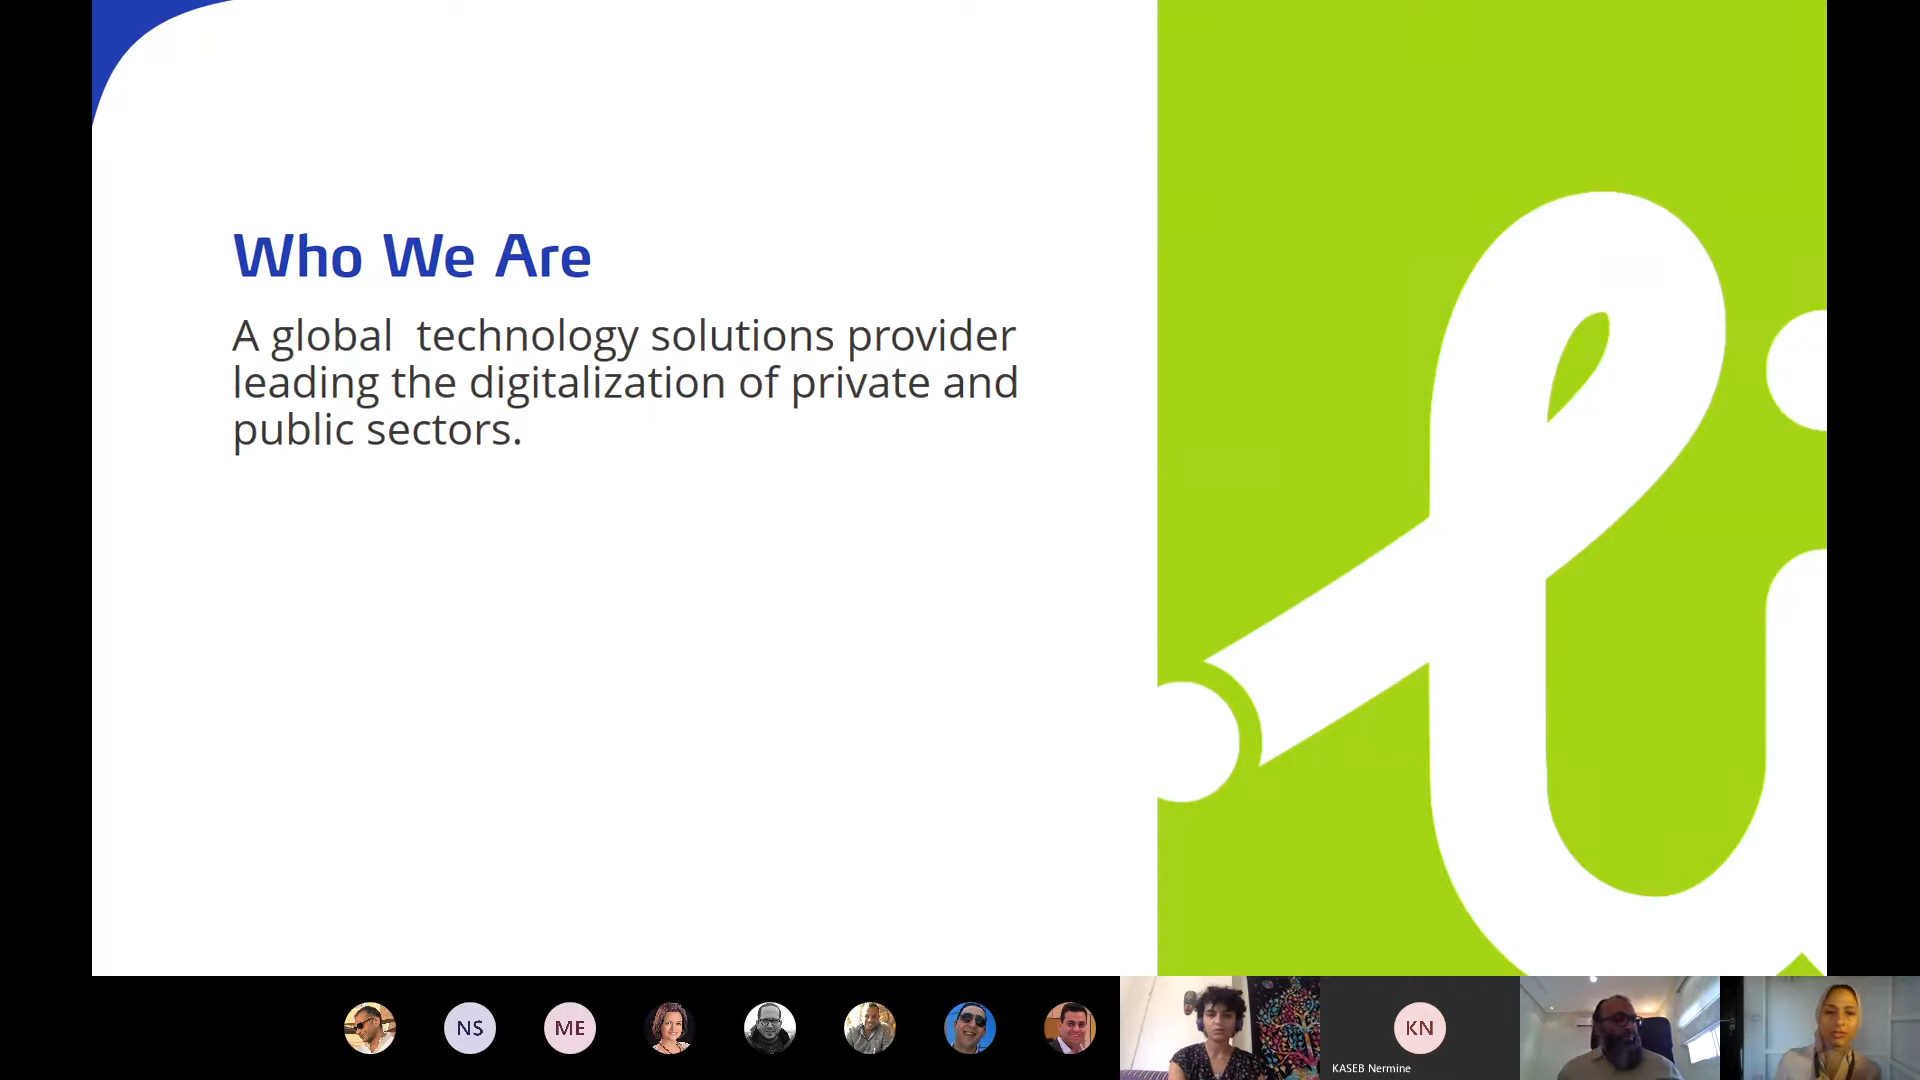 Who We Are
A global  technology solutions provider
leading the digitalization of private and
public sectors.
NS
ME
KN
KASEB Nermine